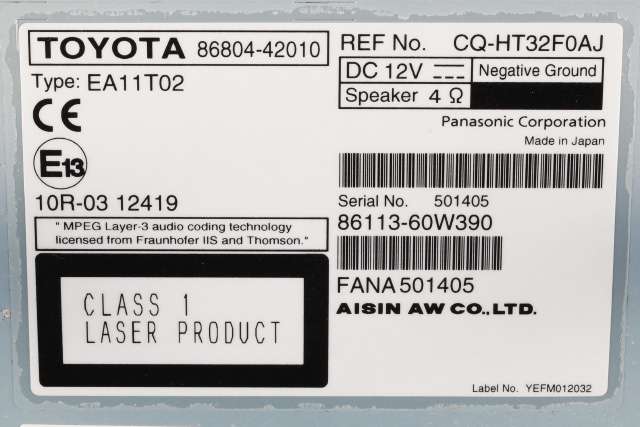 TOYOTA 86804-42010
Type: EA11T02
CE
E13
10R-03 12419
" MPEG Layer-3 audio coding technology
licensed from Fraunhofer IIS and Thomson. "
CLASS 1
LASER PRODUCT
REF No. CQ-HT32F0AJ
DC 12V Negative Ground
Speaker 4 Ω
Panasonic Corporation
Made in Japan
Serial No. 501405
86113-60W390
FANA501405
AISIN AW CO.,LTD.
Label No. YEFM012032